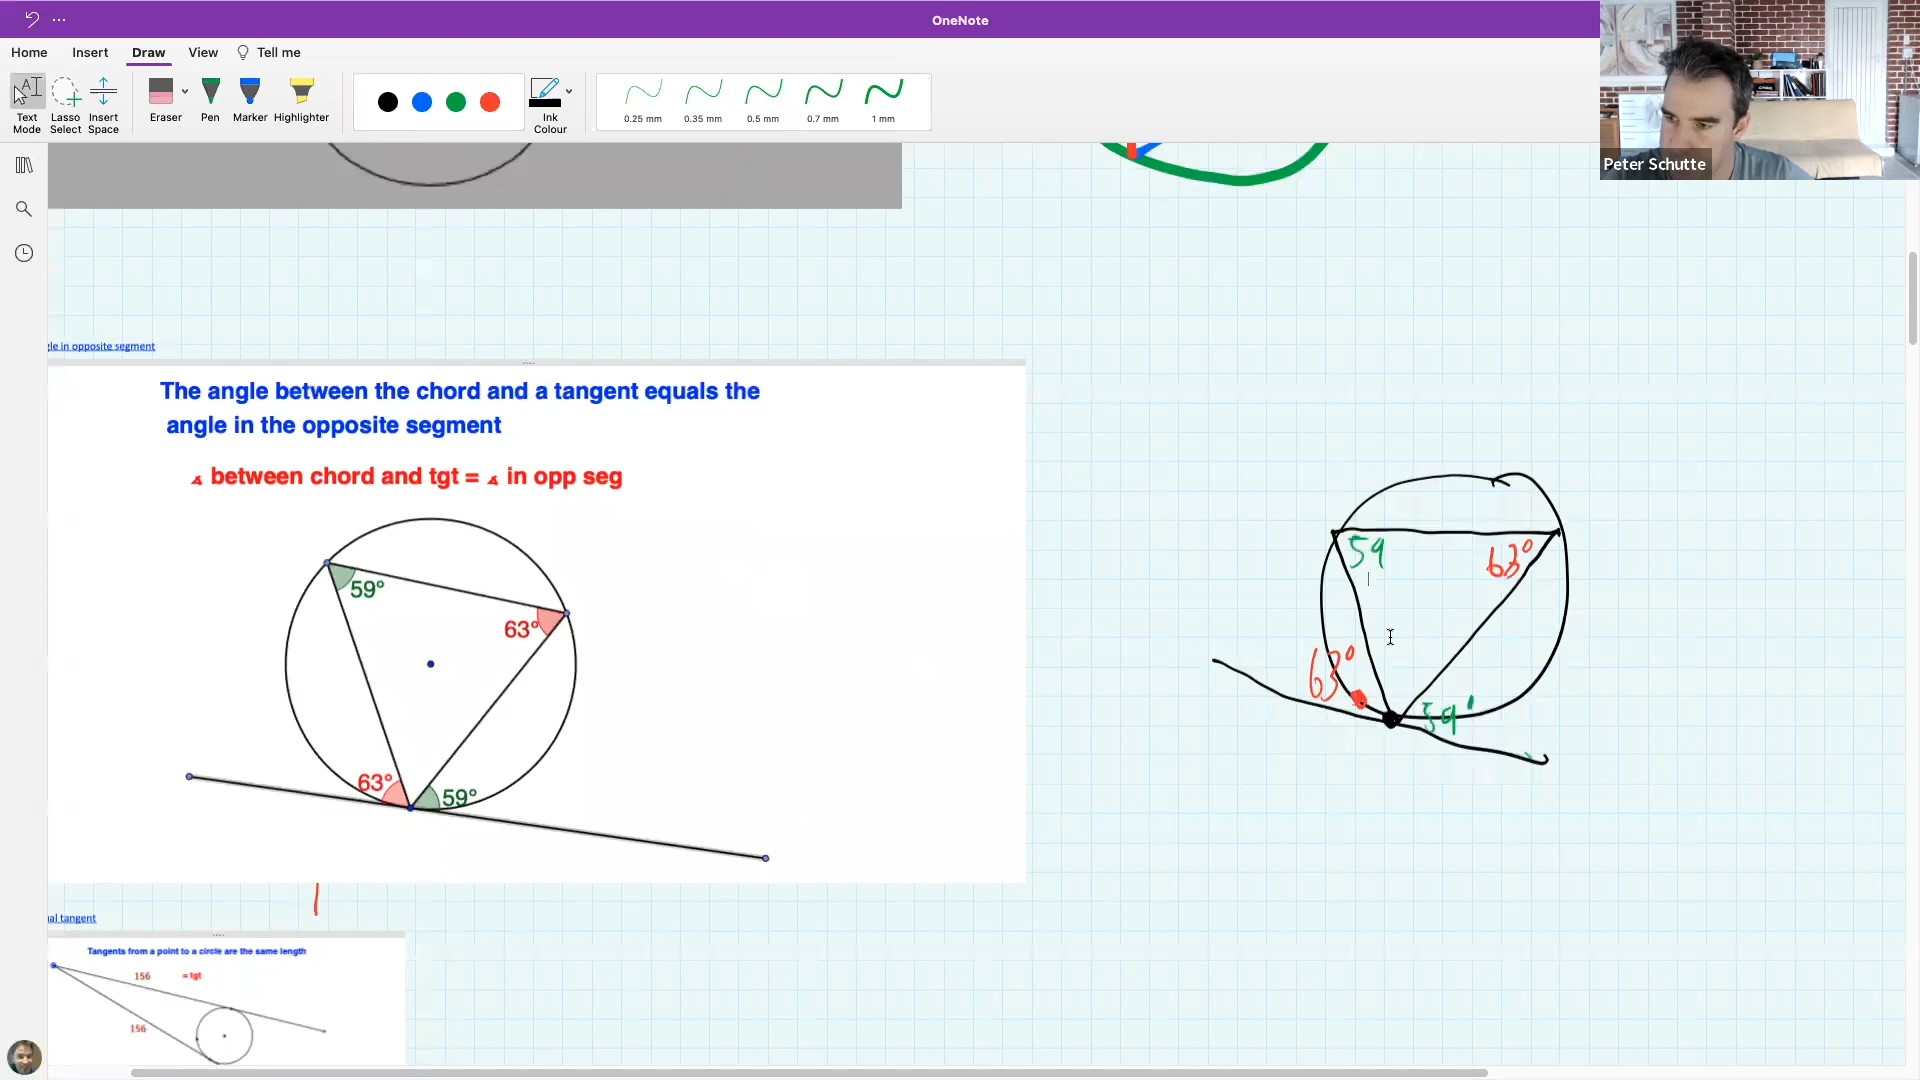 OneNote
Home Insert Draw View Tell me
Text Mode
Lasso Select
Insert Space
Eraser
Pen
Marker
Highlighter
Ink Colour
0.25 mm
0.35 mm
0.5 mm
0.7 mm
1 mm
Peter Schutte
gle in opposite segment
The angle between the chord and a tangent equals the
angle in the opposite segment
∡ between chord and tgt = ∡ in opp seg
59°
63°
63°
59°
59
63°
63°
59°
al tangent
Tangents from a point to a circle are the same length
156
= tgt
156